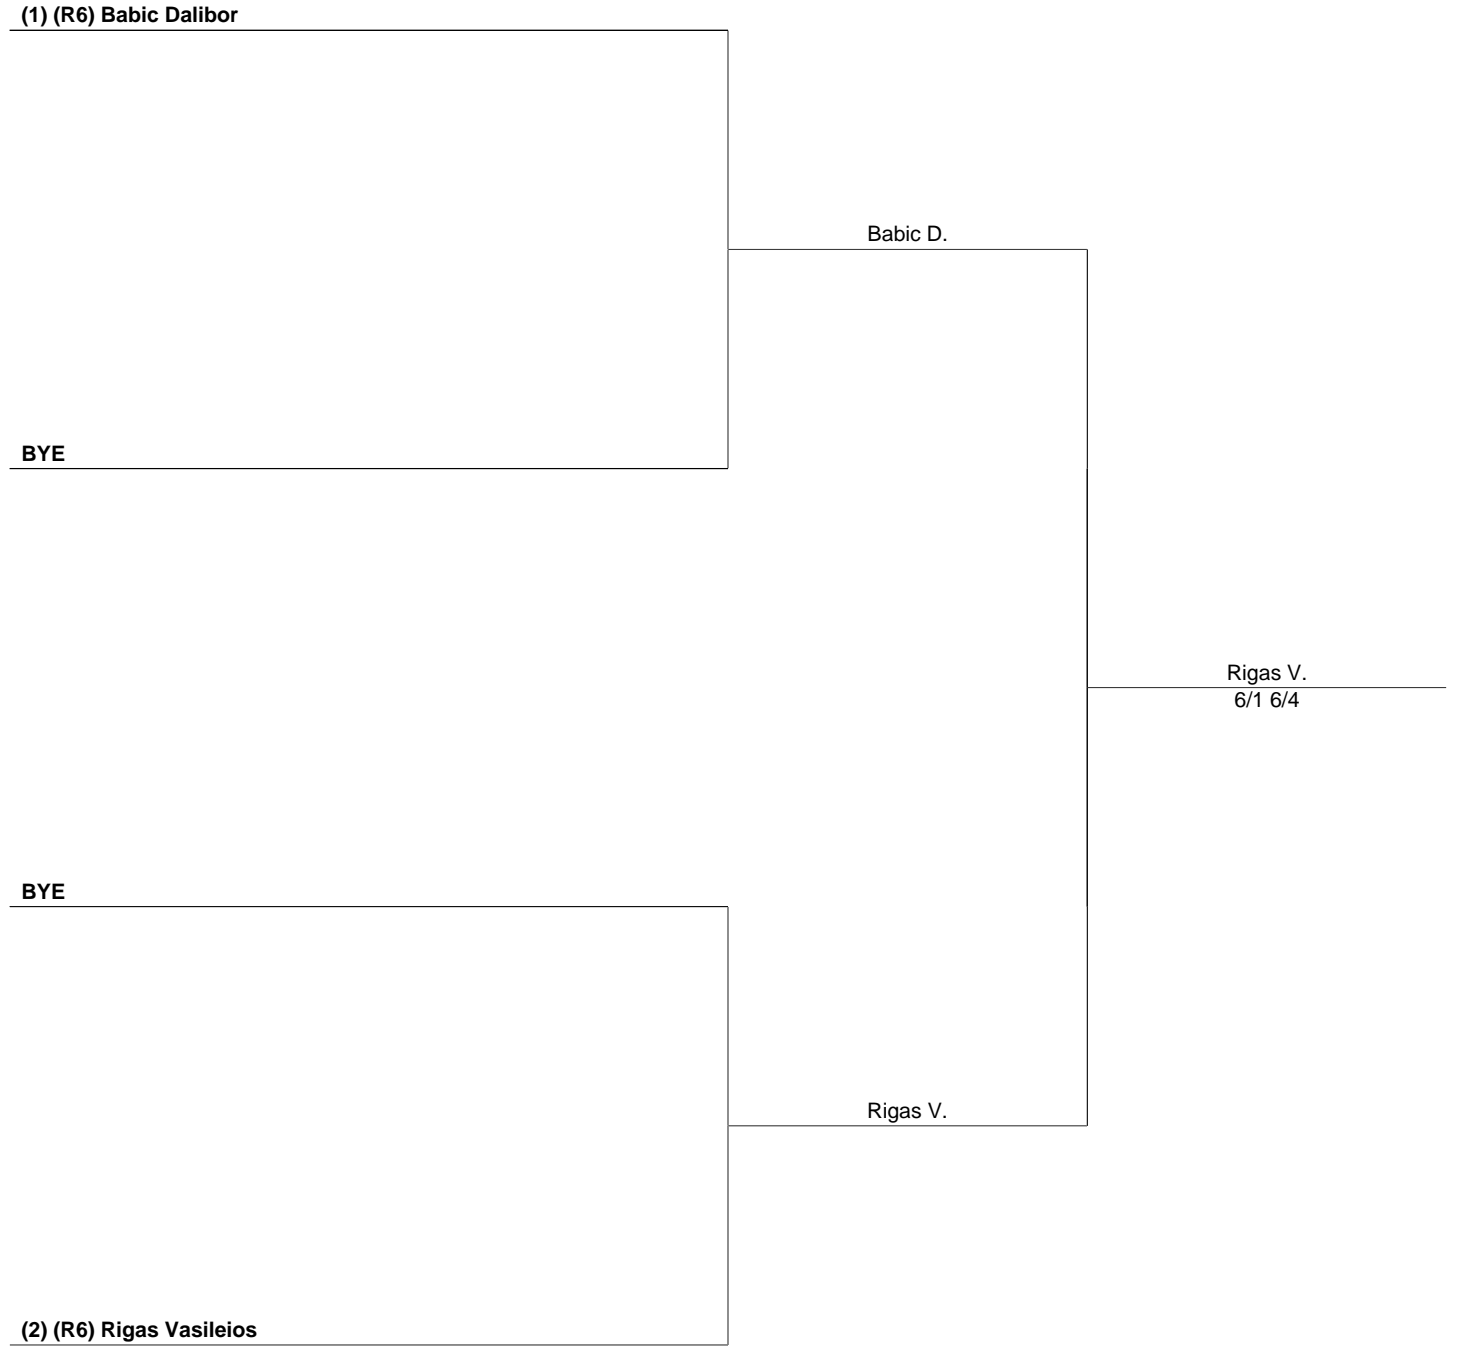 (1) (R6) Babic Dalibor
Babic D.
BYE
Rigas V.
6/1 6/4
BYE
Rigas V.
(2) (R6) Rigas Vasileios